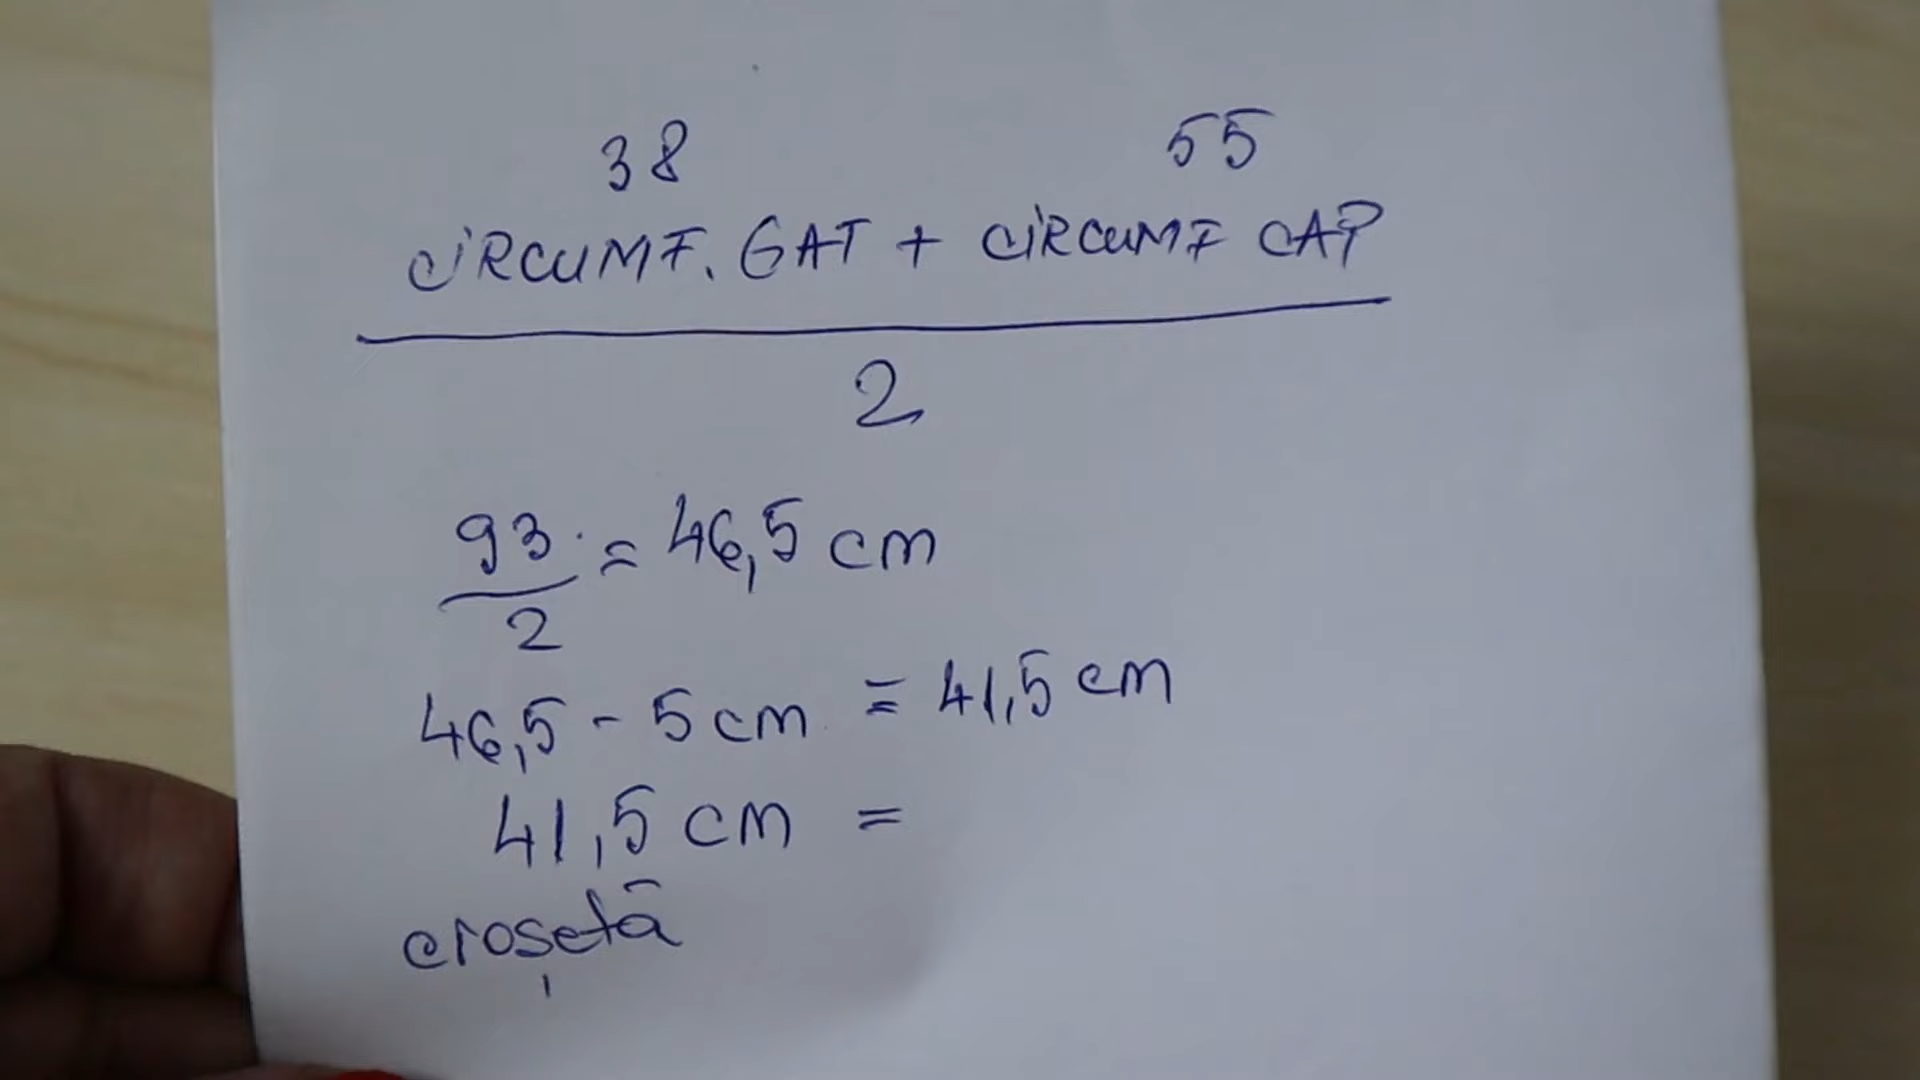 38 55
CIRCUMF. GAT + CIRCUMF CAP
2
93 = 46,5 cm
2
46,5 - 5 cm = 41,5 cm
41,5 cm =
croșetă